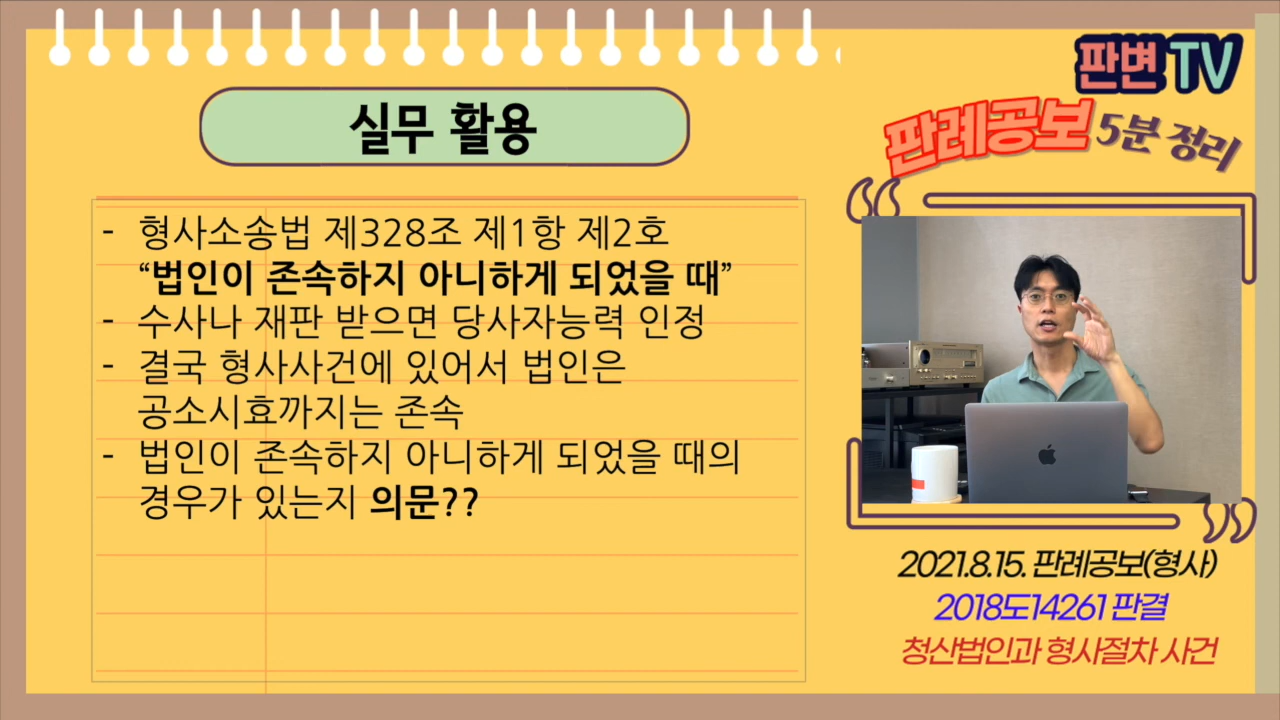 판변 TV
판례공보 5분 정리
실무 활용
- 형사소송법 제328조 제1항 제2호
“법인이 존속하지 아니하게 되었을 때”
- 수사나 재판 받으면 당사자능력 인정
- 결국 형사사건에 있어서 법인은
공소시효까지는 존속
- 법인이 존속하지 아니하게 되었을 때의
경우가 있는지 의문??
2021.8.15. 판례공보(형사)
2018도14261 판결
청산법인과 형사절차 사건